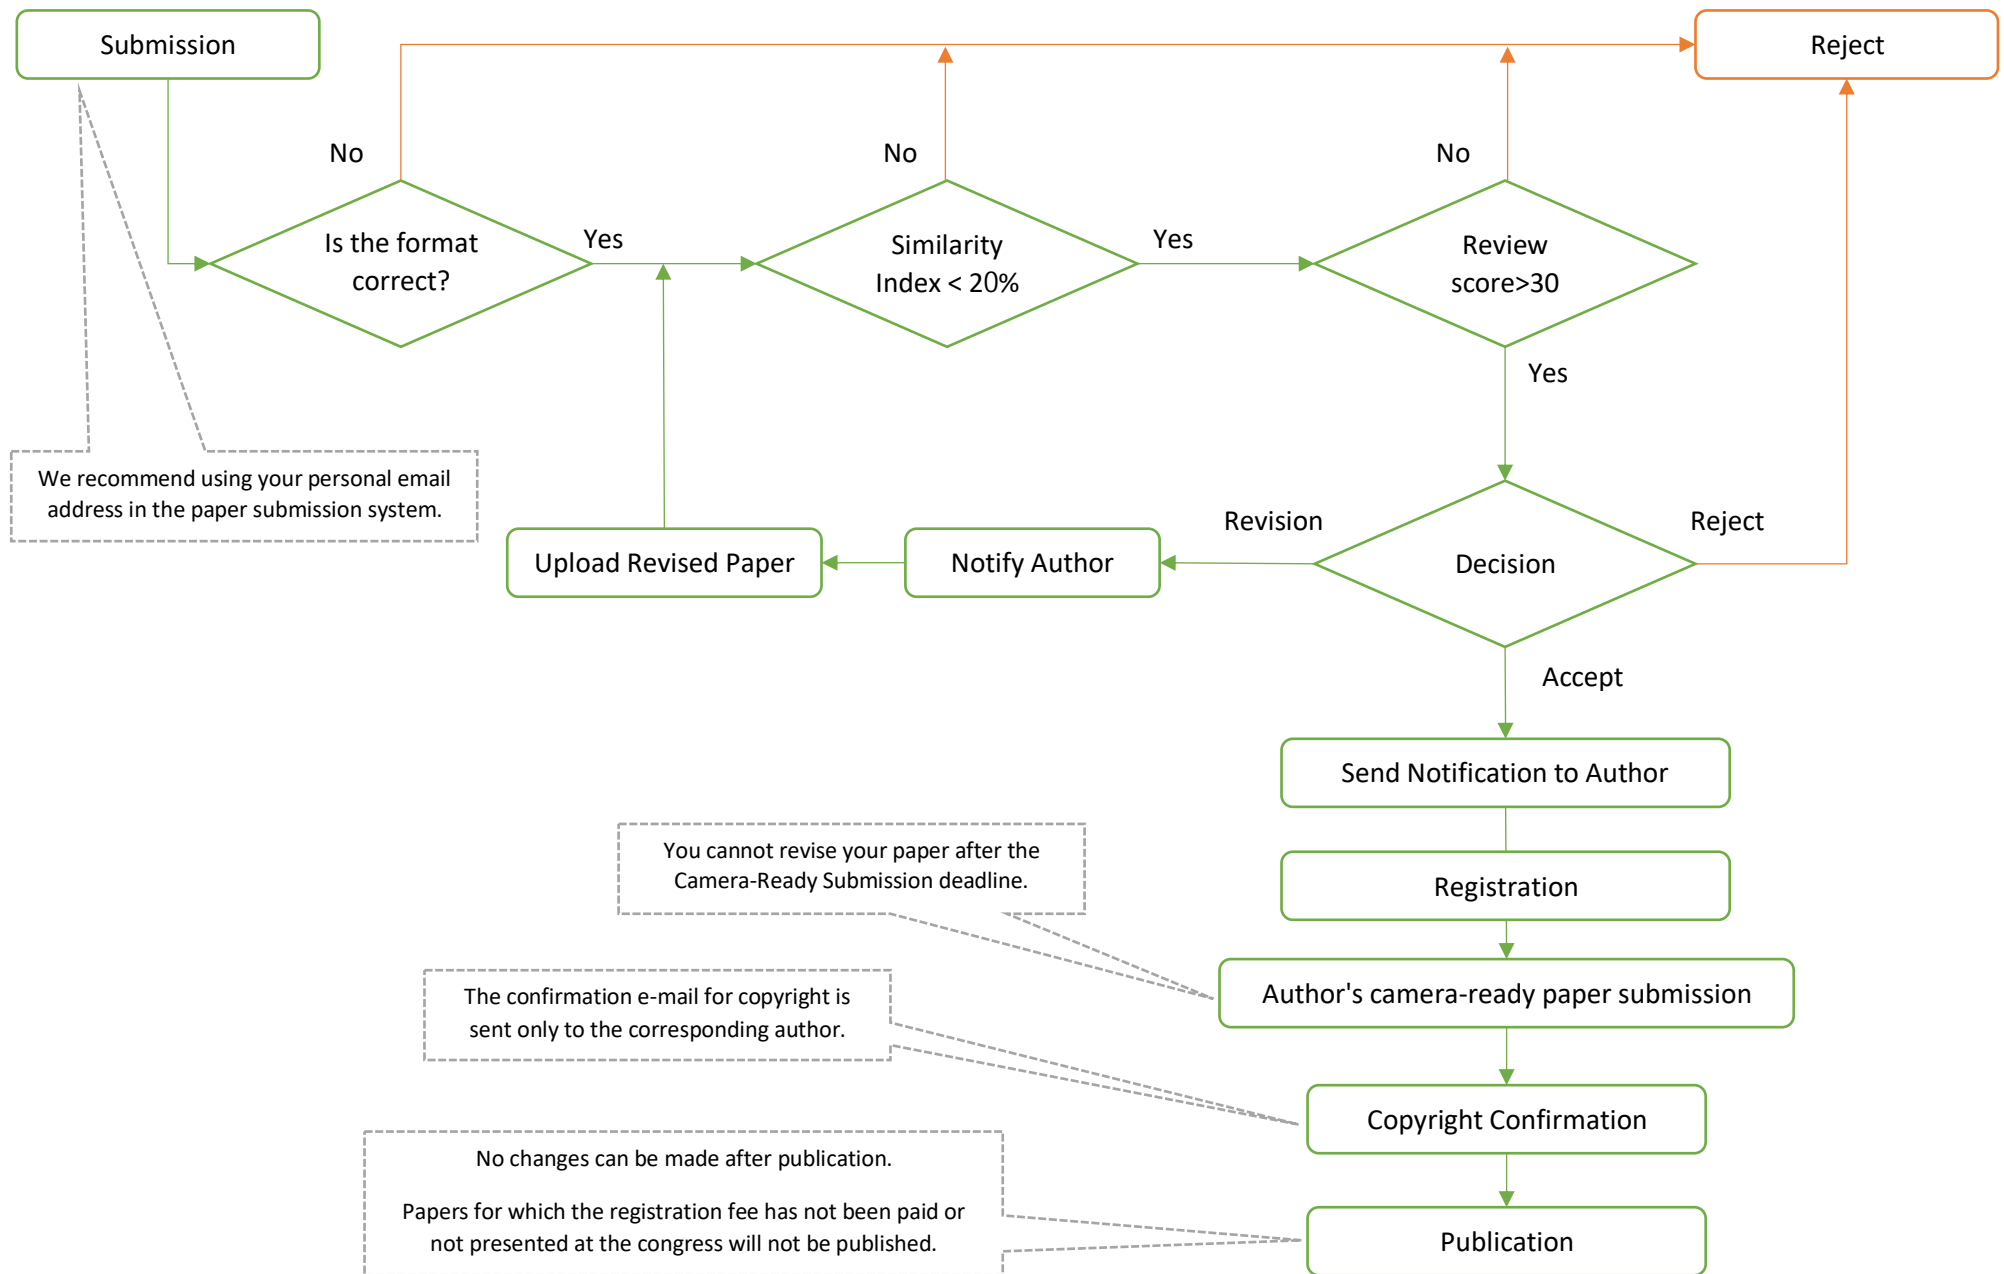 Submission
Reject
No
No
No
Is the format
correct?
Yes
Similarity
Index < 20%
Yes
Review
score>30
Yes
We recommend using your personal email
address in the paper submission system.
Upload Revised Paper
Notify Author
Revision
Decision
Reject
Accept
Send Notification to Author
You cannot revise your paper after the
Camera-Ready Submission deadline.
Registration
Author's camera-ready paper submission
The confirmation e-mail for copyright is
sent only to the corresponding author.
Copyright Confirmation
No changes can be made after publication.
Papers for which the registration fee has not been paid or
not presented at the congress will not be published.
Publication